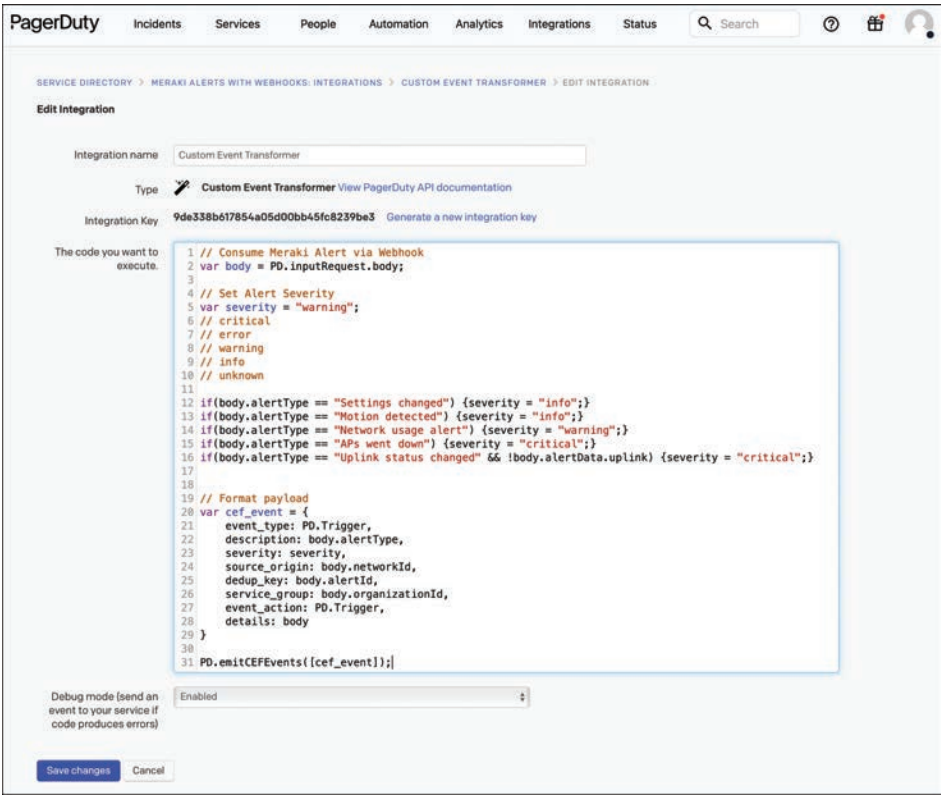 PagerDuty Incidents Services People Automation Analytics Integrations Status Search
SERVICE DIRECTORY > MERAKI ALERTS WITH WEBHOOKS: INTEGRATIONS > CUSTOM EVENT TRANSFORMER > EDIT INTEGRATION
Edit Integration
Integration name Custom Event Transformer
Type Custom Event Transformer View PagerDuty API documentation
Integration Key 9de338b617854a05d00bb45fc8239be3 Generate a new integration key
The code you want to
execute.
1 // Consume Meraki Alert via Webhook
2 var body = PD.inputRequest.body;
3
4 // Set Alert Severity
5 var severity = "warning";
6 // critical
7 // error
8 // warning
9 // info
10 // unknown
11
12 if(body.alertType == "Settings changed") {severity = "info";}
13 if(body.alertType == "Motion detected") {severity = "info";}
14 if(body.alertType == "Network usage alert") {severity = "warning";}
15 if(body.alertType == "APs went down") {severity = "critical";}
16 if(body.alertType == "Uplink status changed" && !body.alertData.uplink) {severity = "critical";}
17
18
19 // Format payload
20 var cef_event = {
21 event_type: PD.Trigger,
22 description: body.alertType,
23 severity: severity,
24 source_origin: body.networkId,
25 dedup_key: body.alertId,
26 service_group: body.organizationId,
27 event_action: PD.Trigger,
28 details: body
29 }
30
31 PD.emitCEFEvents([cef_event]);
Debug mode (send an
event to your service if
code produces errors)
Enabled
Save changes Cancel